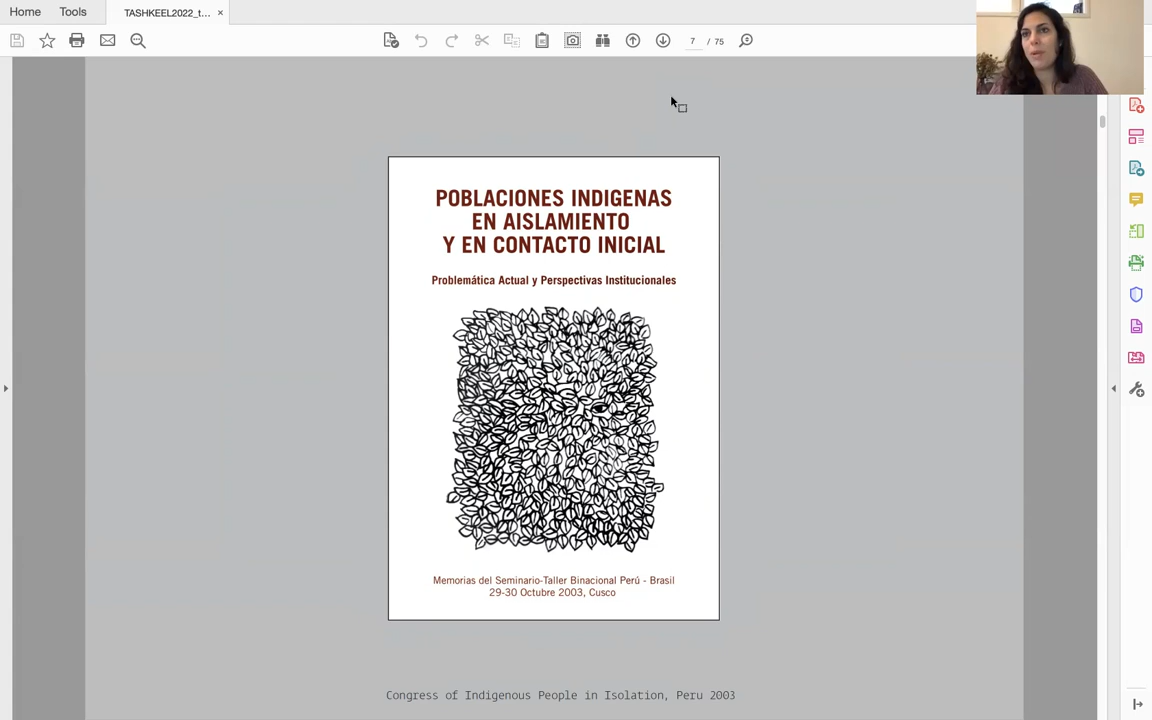 Home
Tools
TASHKEEL2022_t...
7 / 75
POBLACIONES INDIGENAS
EN AISLAMIENTO
Y EN CONTACTO INICIAL
Problemática Actual y Perspectivas Institucionales
Memorias del Seminario-Taller Binacional Perú - Brasil
29-30 Octubre 2003, Cusco
Congress of Indigenous People in Isolation, Peru 2003